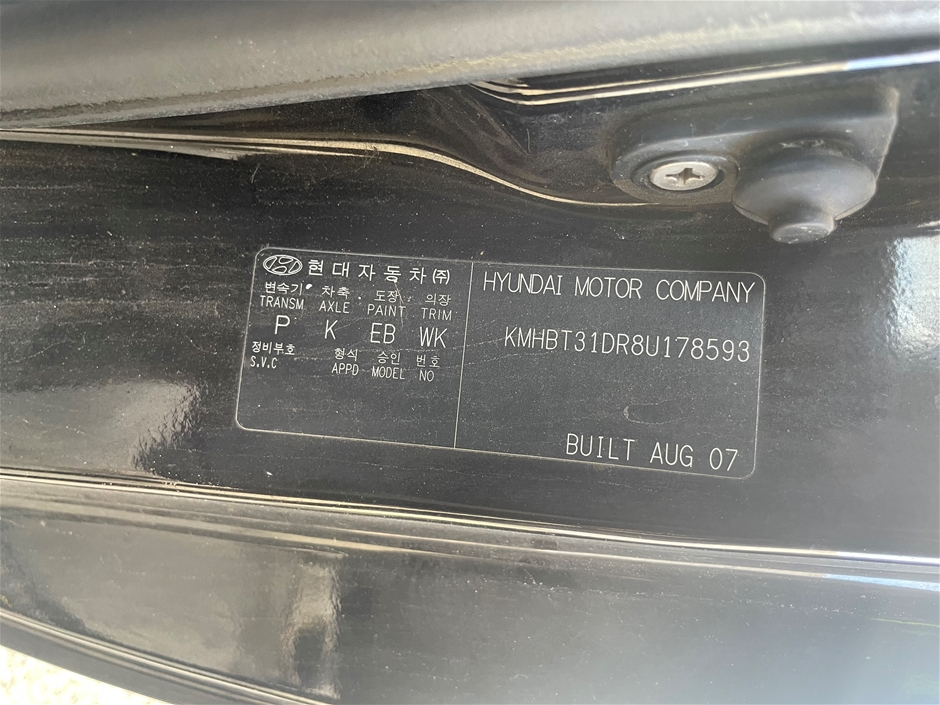 현대자동차(주)
변속기 차축 도장 의장
TRANSM AXLE PAINT TRIM
P K EB WK
정비부호 형식 승인 번호
S.V.C APPD MODEL NO
HYUNDAI MOTOR COMPANY
KMHBT31DR8U178593
BUILT AUG 07